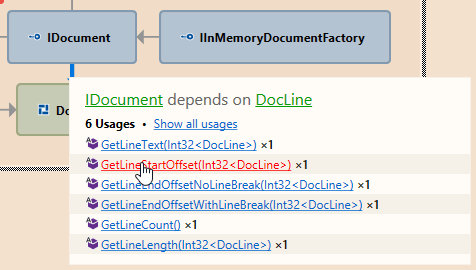 IDocument
IInMemoryDocumentFactory
Do
IDocument depends on DocLine
6 Usages • Show all usages
GetLineText(Int32<DocLine>) ×1
GetLineStartOffset(Int32<DocLine>) ×1
GetLineEndOffsetNoLineBreak(Int32<DocLine>) ×1
GetLineEndOffsetWithLineBreak(Int32<DocLine>) ×1
GetLineCount() ×1
GetLineLength(Int32<DocLine>) ×1